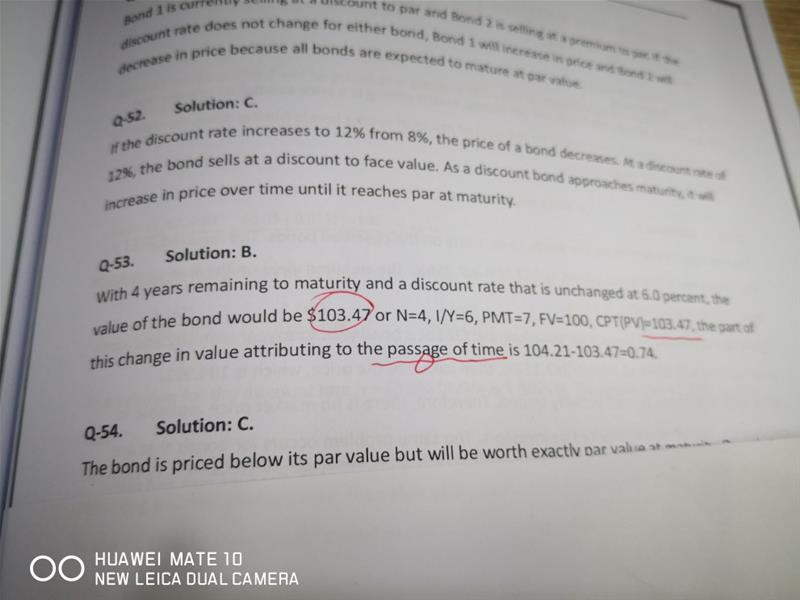 Bond 1 is currently selling at a discount to par and Bond 2 is selling at a premium to par. If the
discount rate does not change for either bond, Bond 1 will increase in price and Bond 2 will
decrease in price because all bonds are expected to mature at par value.
Q-52. Solution: C.
If the discount rate increases to 12% from 8%, the price of a bond decreases. At a discount rate of
12%, the bond sells at a discount to face value. As a discount bond approaches maturity, it will
increase in price over time until it reaches par at maturity.
Q-53. Solution: B.
With 4 years remaining to maturity and a discount rate that is unchanged at 6.0 percent, the
value of the bond would be $103.47 or N=4, I/Y=6, PMT=7, FV=100, CPT(PV)=103.47, the part of
this change in value attributing to the passage of time is 104.21-103.47=0.74.
Q-54. Solution: C.
The bond is priced below its par value but will be worth exactly par value at maturity.
HUAWEI MATE 10
NEW LEICA DUAL CAMERA